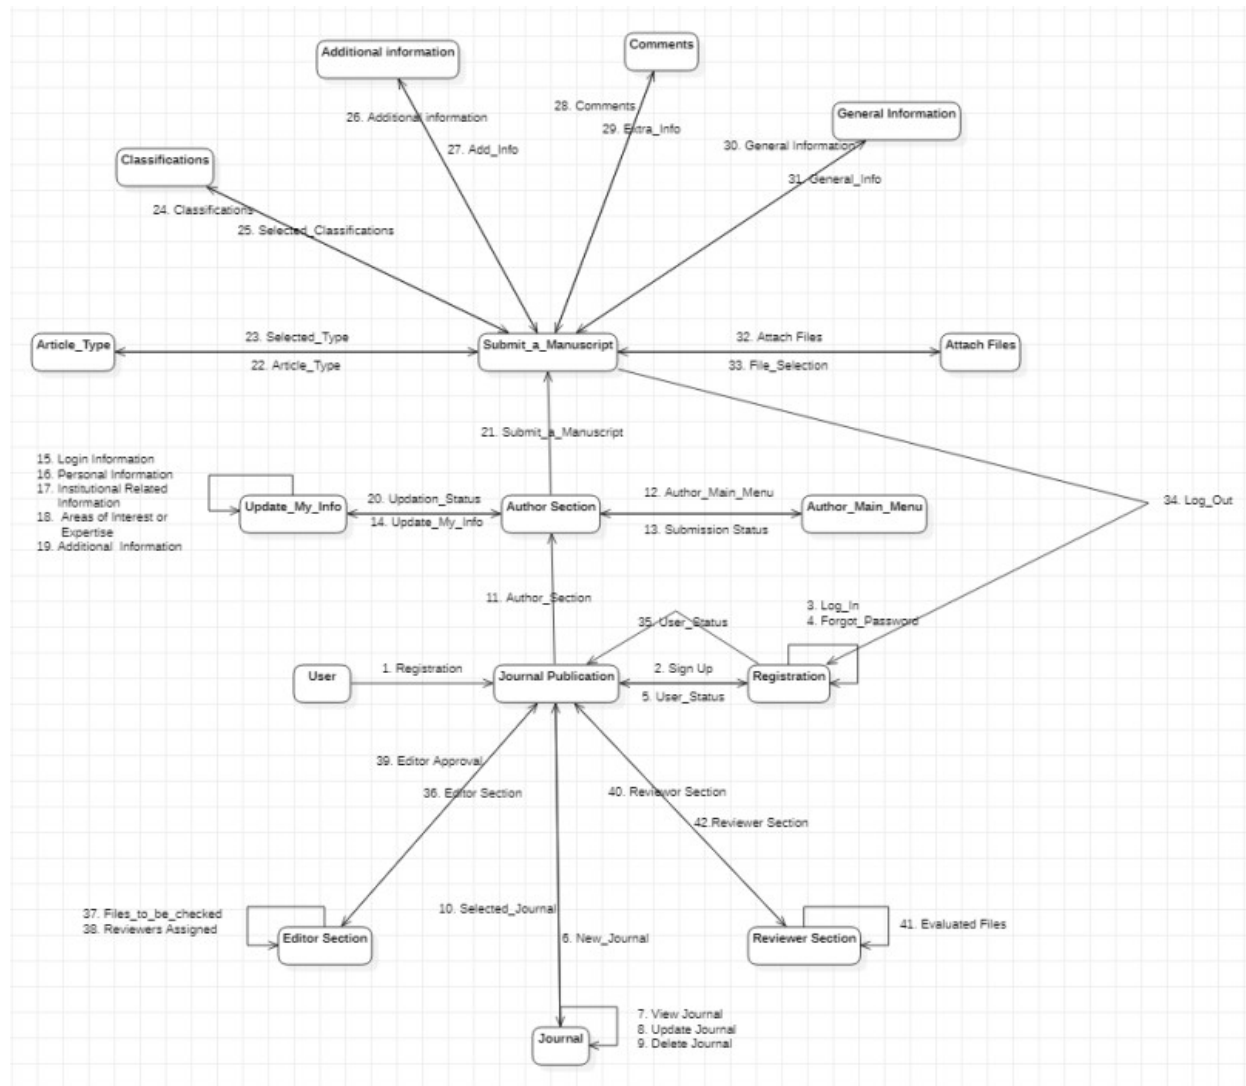 Comments
Additional information
28. Comments
General Information
26. Additional information
29. Extra_Info
30. General Information
27. Add_Info
Classifications
31. General_Info
24. Classifications
25. Selected_Classifications
23. Selected_Type
32. Attach Files
Article_Type
Submit_a_Manuscript
Attach Files
22. Article_Type
33. File_Selection
21. Submit_a_Manuscript
15. Login Information
16. Personal Information
17. Institutional Related
Information
18. Areas of Interest or
Expertise
19. Additional Information
20. Updation_Status
12. Author_Main_Menu
34. Log_Out
Update_My_Info
Author Section
Author_Main_Menu
14. Update_My_Info
13. Submission Status
11. Author_Section
3. Log_In
4. Forgot_Password
35. User_Status
1. Registration
2. Sign Up
User
Journal Publication
Registration
5. User_Status
39. Editor Approval
36. Editor Section
40. Reviewor Section
42.Reviewer Section
10. Selected_Journal
37. Files_to_be_checked
38. Reviewers Assigned
41. Evaluated Files
Editor Section
6. New_Journal
Reviewer Section
7. View Journal
8. Update Journal
9. Delete Journal
Journal